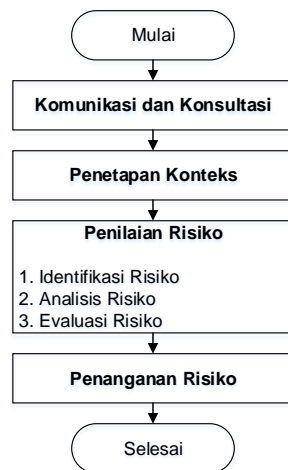 Mulai
Komunikasi dan Konsultasi
Penetapan Konteks
Penilaian Risiko
1. Identifikasi Risiko
2. Analisis Risiko
3. Evaluasi Risiko
Penanganan Risiko
Selesai